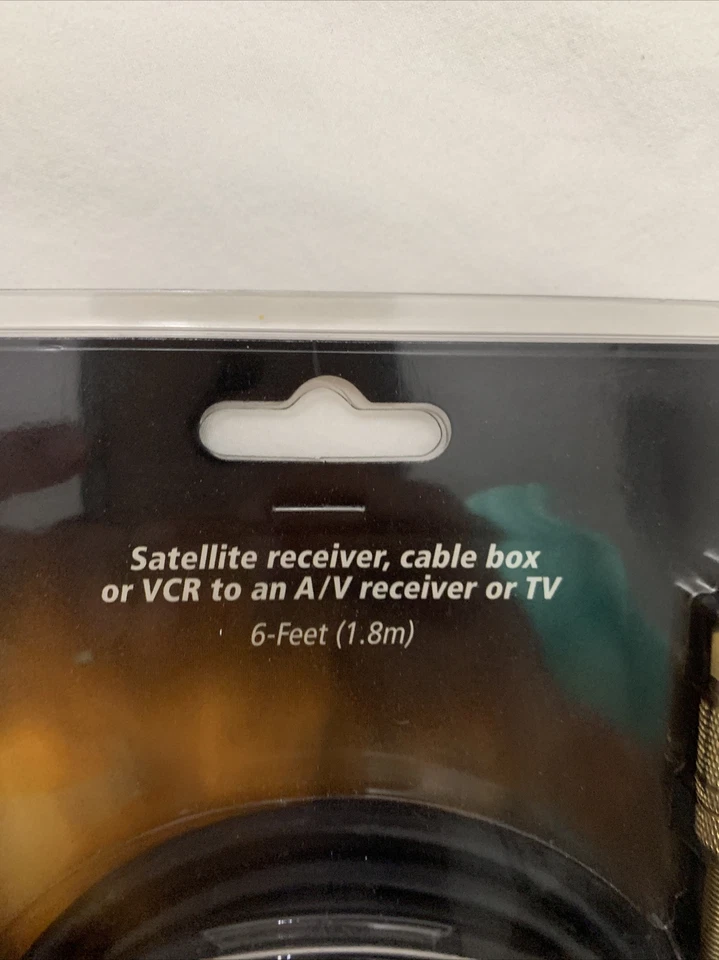 Satellite receiver, cable box
or VCR to an A/V receiver or TV
6-Feet (1.8m)